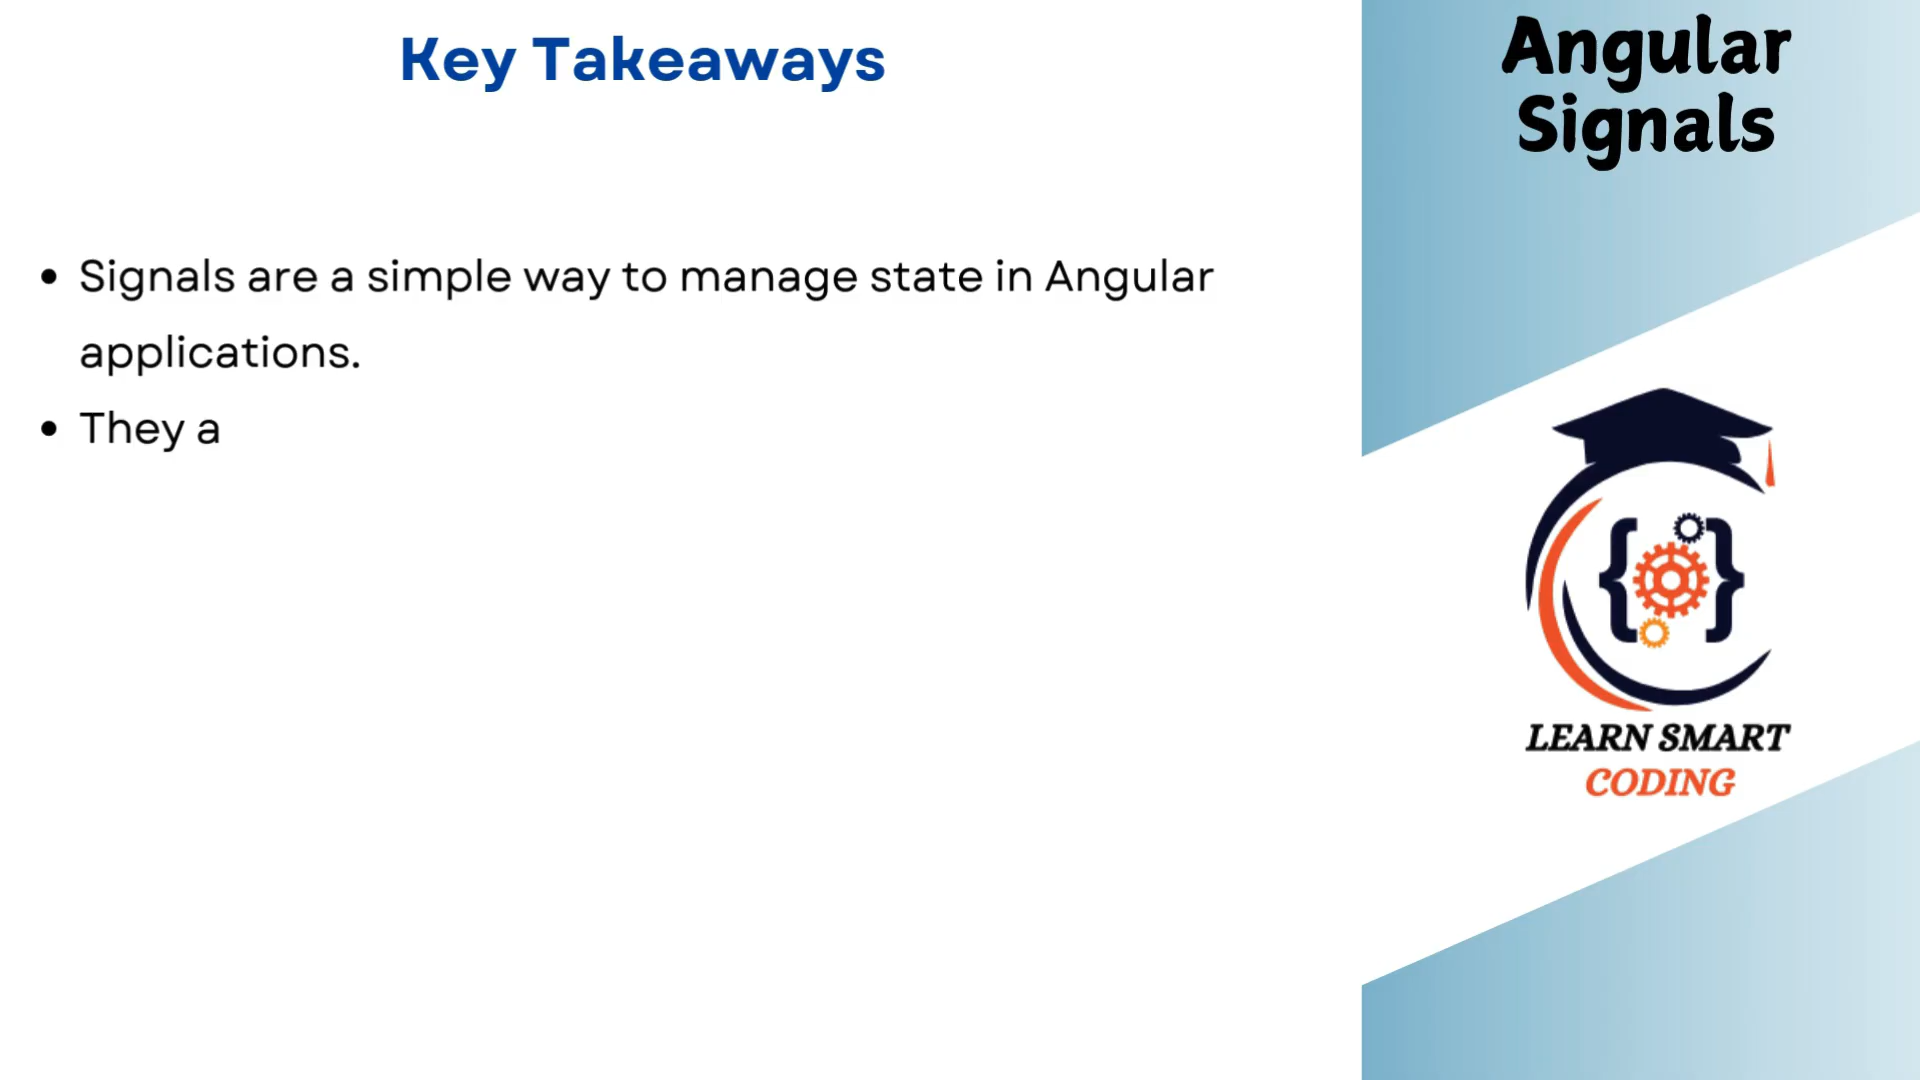 Key Takeaways
• Signals are a simple way to manage state in Angular
applications.
• They a
Angular
Signals
{ }
LEARN SMART
CODING